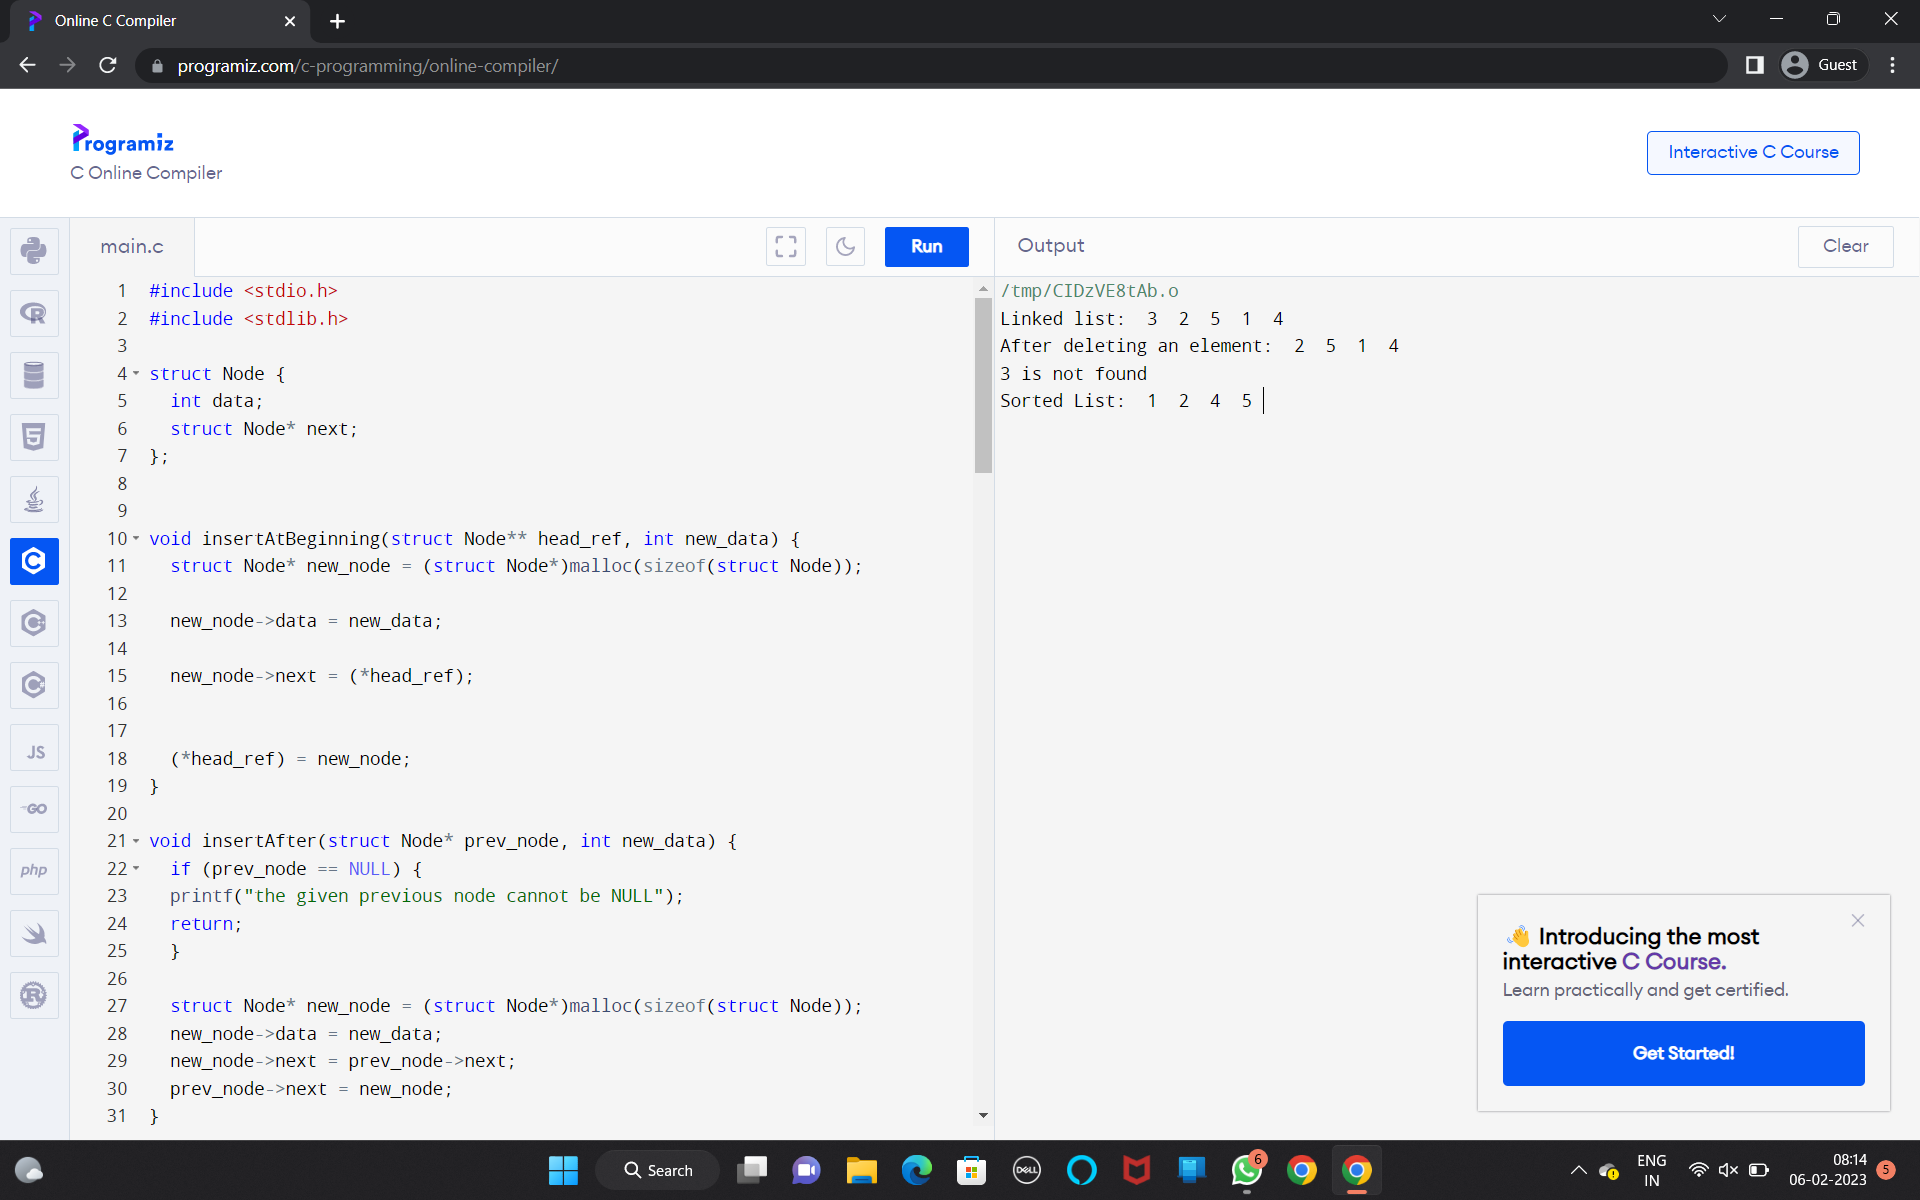 Online C Compiler
programiz.com/c-programming/online-compiler/
Guest
Programiz
C Online Compiler
Interactive C Course
main.c
Run
Output
Clear
1 #include <stdio.h>
2 #include <stdlib.h>
3
4 struct Node {
5 int data;
6 struct Node* next;
7 };
8
9
10 void insertAtBeginning(struct Node** head_ref, int new_data) {
11 struct Node* new_node = (struct Node*)malloc(sizeof(struct Node));
12
13 new_node->data = new_data;
14
15 new_node->next = (*head_ref);
16
17
18 (*head_ref) = new_node;
19 }
20
21 void insertAfter(struct Node* prev_node, int new_data) {
22 if (prev_node == NULL) {
23 printf("the given previous node cannot be NULL");
24 return;
25 }
26
27 struct Node* new_node = (struct Node*)malloc(sizeof(struct Node));
28 new_node->data = new_data;
29 new_node->next = prev_node->next;
30 prev_node->next = new_node;
31 }
/tmp/CIDzVE8tAb.o
Linked list: 3 2 5 1 4
After deleting an element: 2 5 1 4
3 is not found
Sorted List: 1 2 4 5
R
5
C
C
C
JS
GO
php
R
👋 Introducing the most
interactive C Course.
Learn practically and get certified.
Get Started!
Search
DELL
6
ENG
IN
08:14
06-02-2023
5